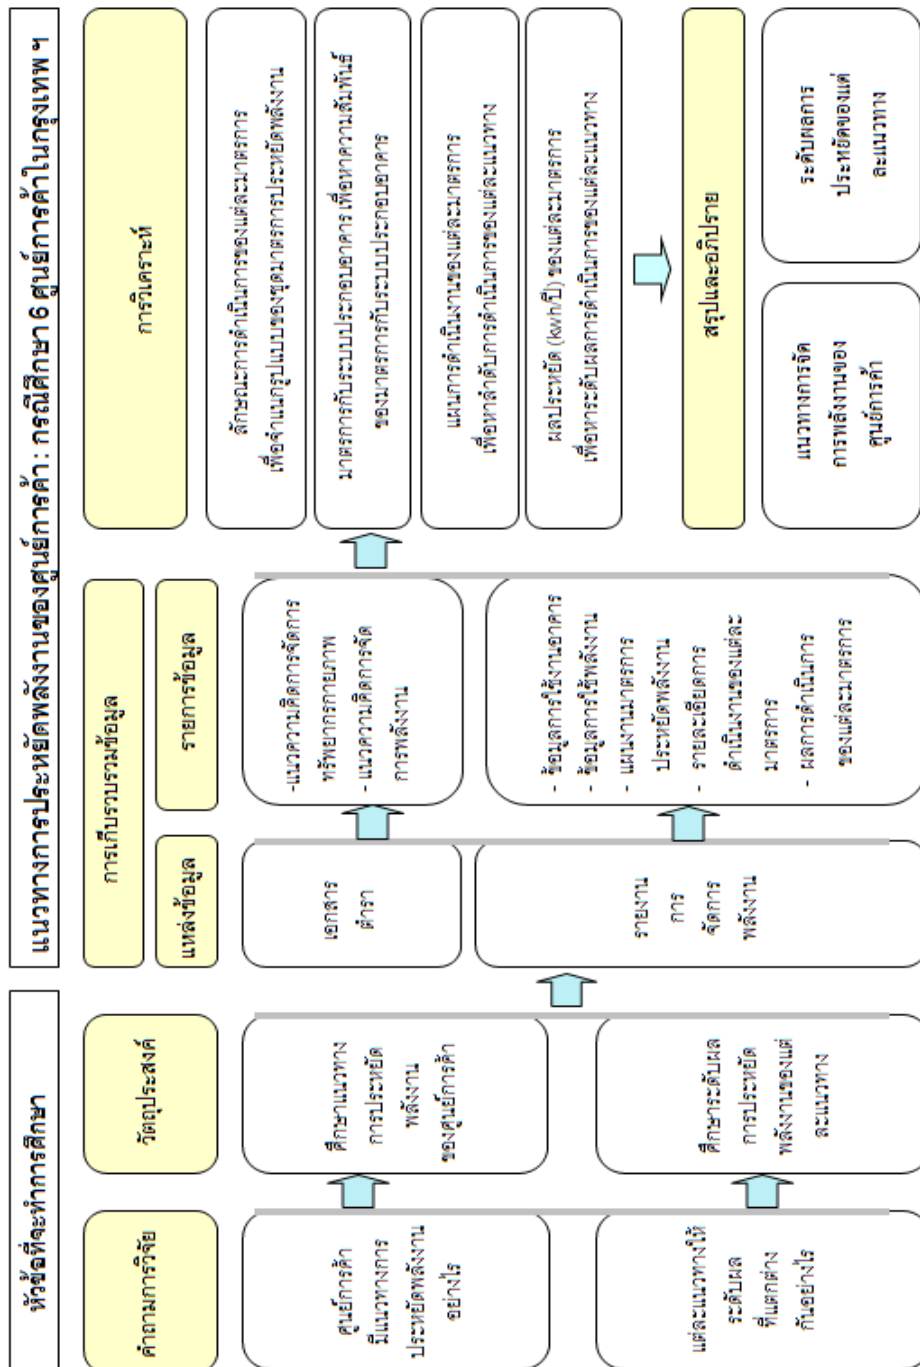 หัวข้อที่จะทำการศึกษา
แนวทางการประหยัดพลังงานของศูนย์การค้า : กรณีศึกษา 6 ศูนย์การค้าในกรุงเทพ ฯ
คำถามการวิจัย
ศูนย์การค้า
มีแนวทางการ
ประหยัดพลังงาน
อย่างไร
แต่ละแนวทางให้
ระดับผล
ที่แตกต่าง
กันอย่างไร
วัตถุประสงค์
ศึกษาแนวทาง
การประหยัด
พลังงาน
ของศูนย์การค้า
ศึกษาระดับผล
การประหยัด
พลังงานของแต่
ละแนวทาง
การเก็บรวบรวมข้อมูล
แหล่งข้อมูล
เอกสาร
ตำรา
รายงาน
การ
จัดการ
พลังงาน
รายการข้อมูล
-แนวความคิดการจัดการ
ทรัพยากรกายภาพ
- แนวความคิดการจัด
การพลังงาน
- ข้อมูลการใช้งานอาคาร
- ข้อมูลการใช้พลังงาน
- แผนงานมาตรการ
ประหยัดพลังงาน
- รายละเอียดการ
ดำเนินงานของแต่ละ
มาตรการ
- ผลการดำเนินการ
ของแต่ละมาตรการ
การวิเคราะห์
ลักษณะการดำเนินการของแต่ละมาตรการ
เพื่อจำแนกรูปแบบของชุดมาตรการประหยัดพลังงาน
มาตรการกับระบบประกอบอาคาร เพื่อหาความสัมพันธ์
ของมาตรการกับระบบประกอบอาคาร
แผนการดำเนินงานของแต่ละมาตรการ
เพื่อหาลำดับการดำเนินการของแต่ละแนวทาง
ผลประหยัด (kwh/ปี) ของแต่ละมาตรการ
เพื่อหาระดับผลการดำเนินการของแต่ละแนวทาง
สรุปและอภิปราย
แนวทางการจัด
การพลังงานของ
ศูนย์การค้า
ระดับผลการ
ประหยัดของแต่
ละแนวทาง